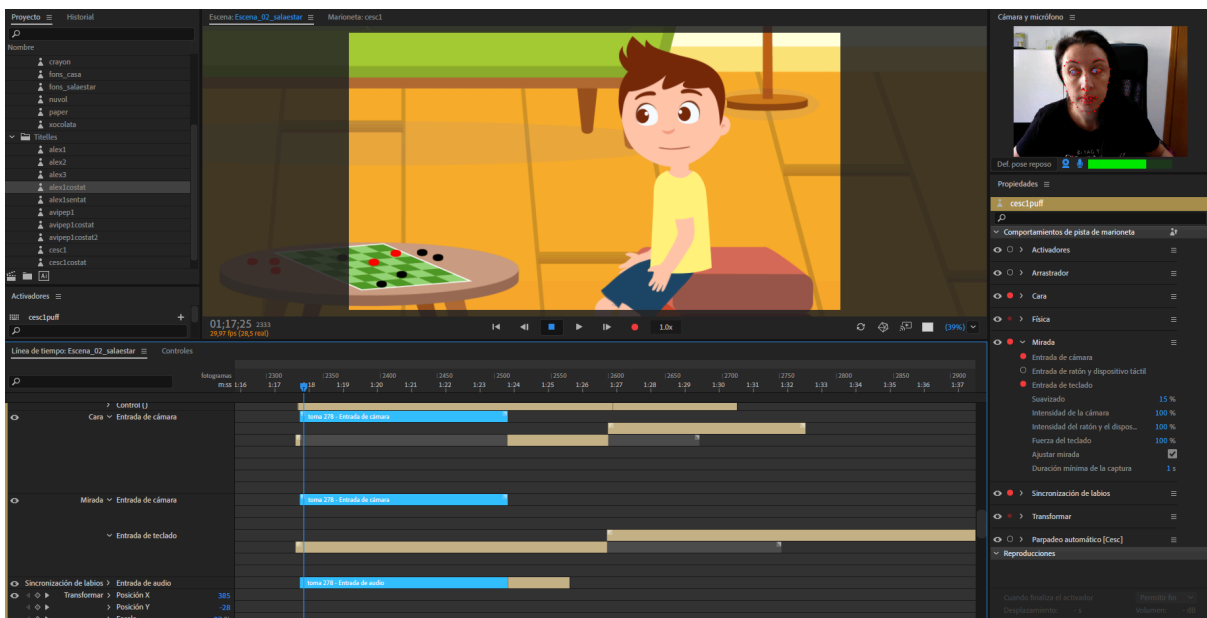 Proyecto ≡ Historial
Nombre
crayon
fons_casa
fons_salaestar
nuvol
paper
xocolata
Titelles
alex1
alex2
alex3
alex1costat
alex1sentat
avipep1
avipep1costat
avipep1costat2
cesc1
cesc1costat
Ai
Activadores ≡
cesc1puff +
Escena: Escena_02_salaestar ≡ Marioneta: cesc1
01;17;25 2333
29,97 fps (28,5 real)
1.0x
(39%)
Cámara y micrófono ≡
Def. pose reposo
Propiedades ≡
cesc1puff
Comportamientos de pista de marioneta
Activadores
Arrastrador
Cara
Física
Mirada
Entrada de cámara
Entrada de ratón y dispositivo táctil
Entrada de teclado
Suavizado 15 %
Intensidad de la cámara 100 %
Intensidad del ratón y el dispos... 100 %
Fuerza del teclado 100 %
Ajustar mirada
Duración mínima de la captura 1 s
Sincronización de labios
Transformar
Parpadeo automático [Cesc]
Reproducciones
Cuando finaliza el activador
Desplazamiento: - s Volumen: - dB
Línea de tiempo: Escena_02_salaestar ≡ Controles
fotogramas 2300 2350 2400 2450 2500 2550 2600 2650 2700 2750 2800 2850 2900
m:ss 1:16 1:17 1:18 1:19 1:20 1:21 1:22 1:23 1:24 1:25 1:26 1:27 1:28 1:29 1:30 1:31 1:32 1:33 1:34 1:35 1:36 1:37
Control ()
Cara Entrada de cámara toma 278 - Entrada de cámara
Mirada Entrada de cámara toma 278 - Entrada de cámara
Entrada de teclado
Sincronización de labios Entrada de audio toma 278 - Entrada de audio
Transformar Posición X 385
Posición Y -28